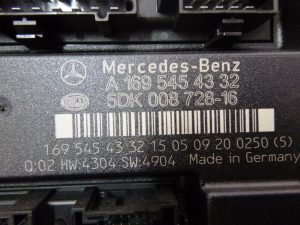 Mercedes-Benz
A 169 545 43 32
5DK 008 728-16
169 545 43 32 15 05 09 20 0250 (5)
Q:02 HW:4304 SW:4904 Made in Germany